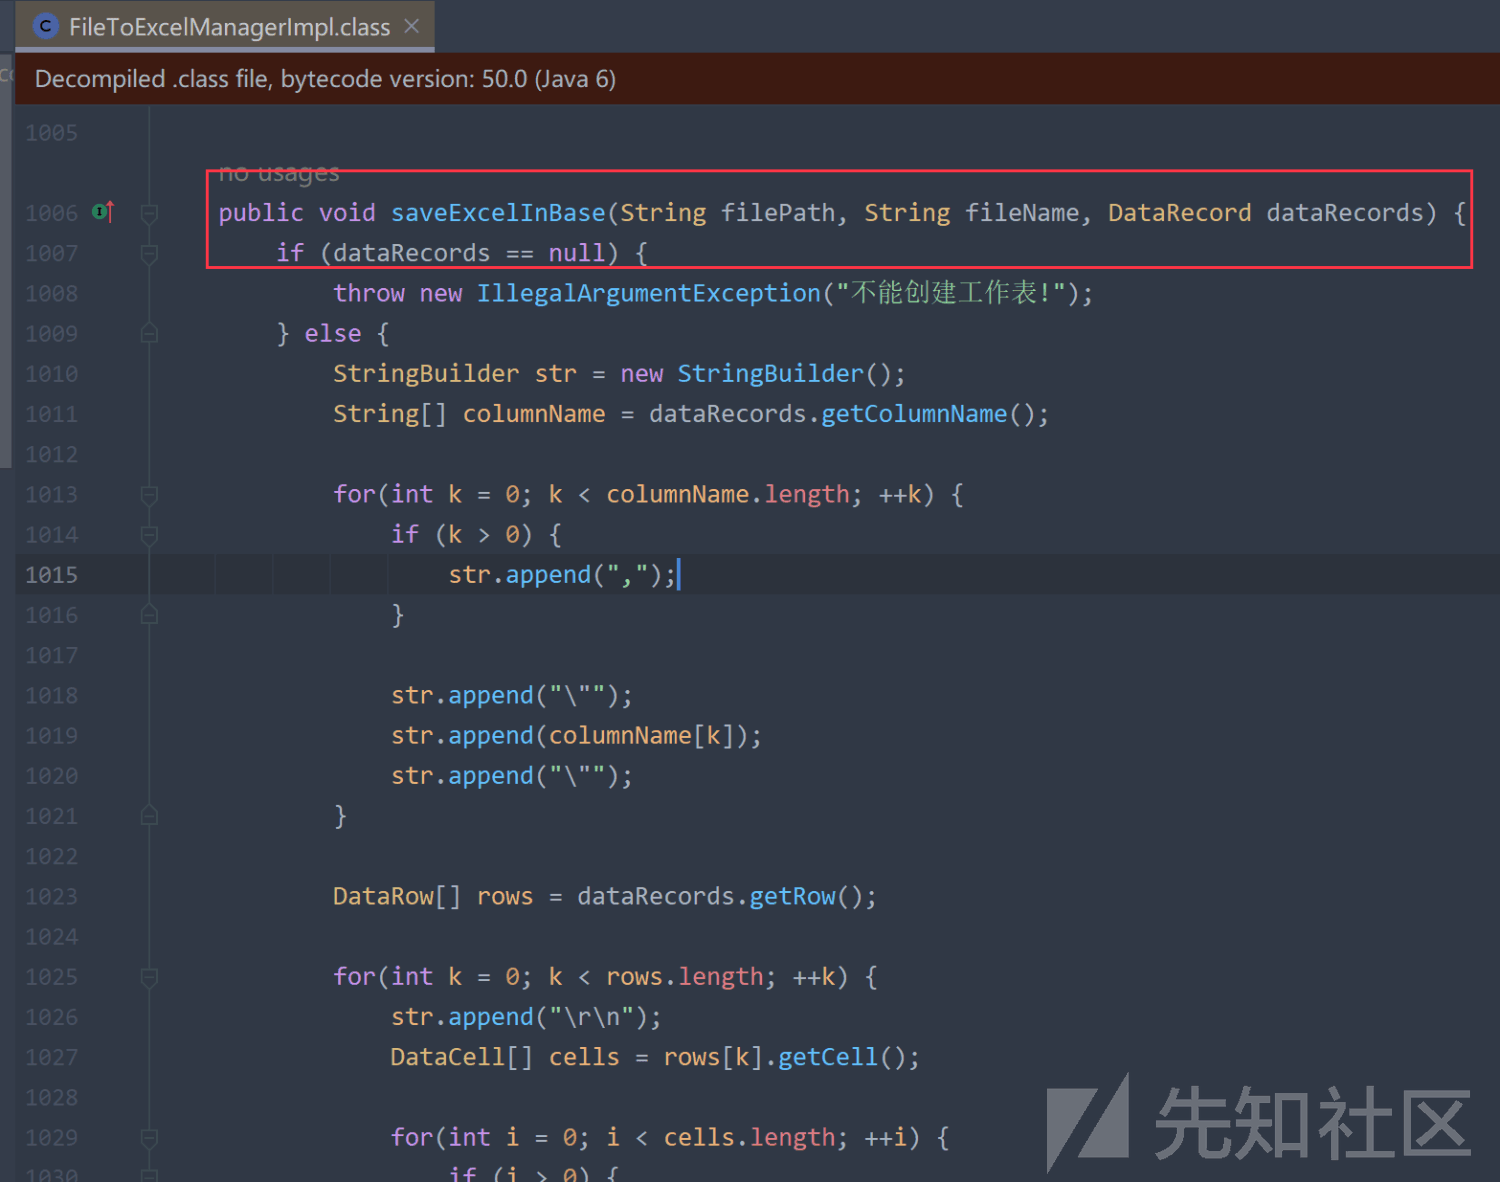 FileToExcelManagerImpl.class
Decompiled .class file, bytecode version: 50.0 (Java 6)
1005
no usages
1006 public void saveExcelInBase(String filePath, String fileName, DataRecord dataRecords) {
1007 if (dataRecords == null) {
1008 throw new IllegalArgumentException("不能创建工作表!");
1009 } else {
1010 StringBuilder str = new StringBuilder();
1011 String[] columnName = dataRecords.getColumnName();
1012
1013 for(int k = 0; k < columnName.length; ++k) {
1014 if (k > 0) {
1015 str.append(",");
1016 }
1017
1018 str.append("\"");
1019 str.append(columnName[k]);
1020 str.append("\"");
1021 }
1022
1023 DataRow[] rows = dataRecords.getRow();
1024
1025 for(int k = 0; k < rows.length; ++k) {
1026 str.append("\r\n");
1027 DataCell[] cells = rows[k].getCell();
1028
1029 for(int i = 0; i < cells.length; ++i) {
1030 if (i > 0) {
先知社区